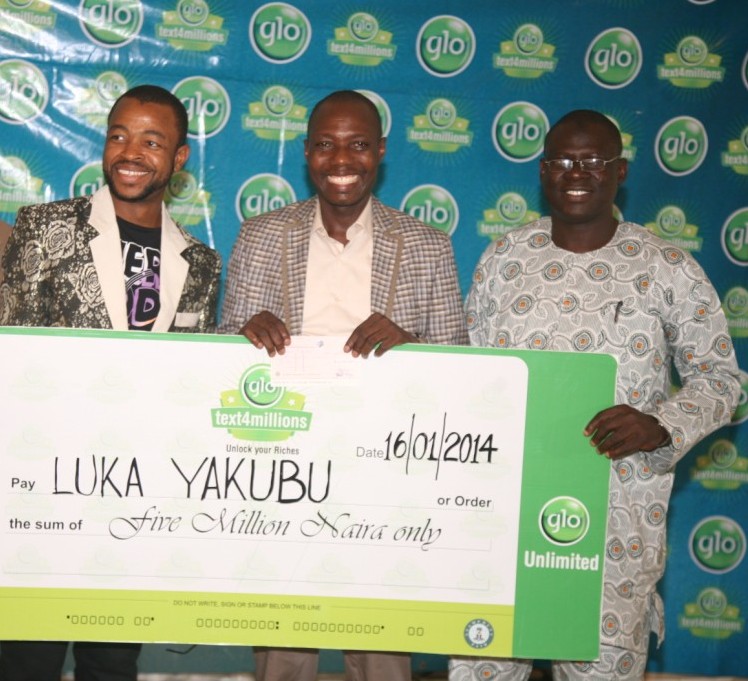 glo
text4millions
Unlock your Riches
Date 16/01/2014
Pay LUKA YAKUBU or Order
the sum of Five Million Naira only
DO NOT WRITE, SIGN OR STAMP BELOW THIS LINE
glo
Unlimited
glo
text4millions